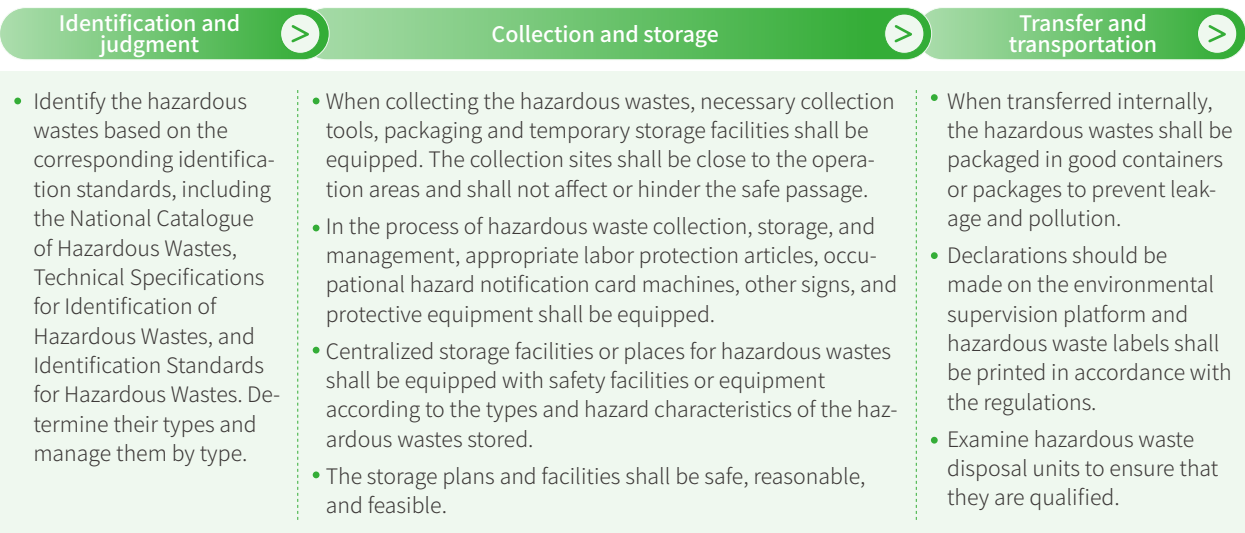 Identification and
judgment
>
Collection and storage
>
Transfer and
transportation
>
• Identify the hazardous
wastes based on the
corresponding identifica-
tion standards, including
the National Catalogue
of Hazardous Wastes,
Technical Specifications
for Identification of
Hazardous Wastes, and
Identification Standards
for Hazardous Wastes. De-
termine their types and
manage them by type.
• When collecting the hazardous wastes, necessary collection
tools, packaging and temporary storage facilities shall be
equipped. The collection sites shall be close to the opera-
tion areas and shall not affect or hinder the safe passage.
• In the process of hazardous waste collection, storage, and
management, appropriate labor protection articles, occu-
pational hazard notification card machines, other signs, and
protective equipment shall be equipped.
• Centralized storage facilities or places for hazardous wastes
shall be equipped with safety facilities or equipment
according to the types and hazard characteristics of the haz-
ardous wastes stored.
• The storage plans and facilities shall be safe, reasonable,
and feasible.
• When transferred internally,
the hazardous wastes shall be
packaged in good containers
or packages to prevent leak-
age and pollution.
• Declarations should be
made on the environmental
supervision platform and
hazardous waste labels shall
be printed in accordance with
the regulations.
• Examine hazardous waste
disposal units to ensure that
they are qualified.